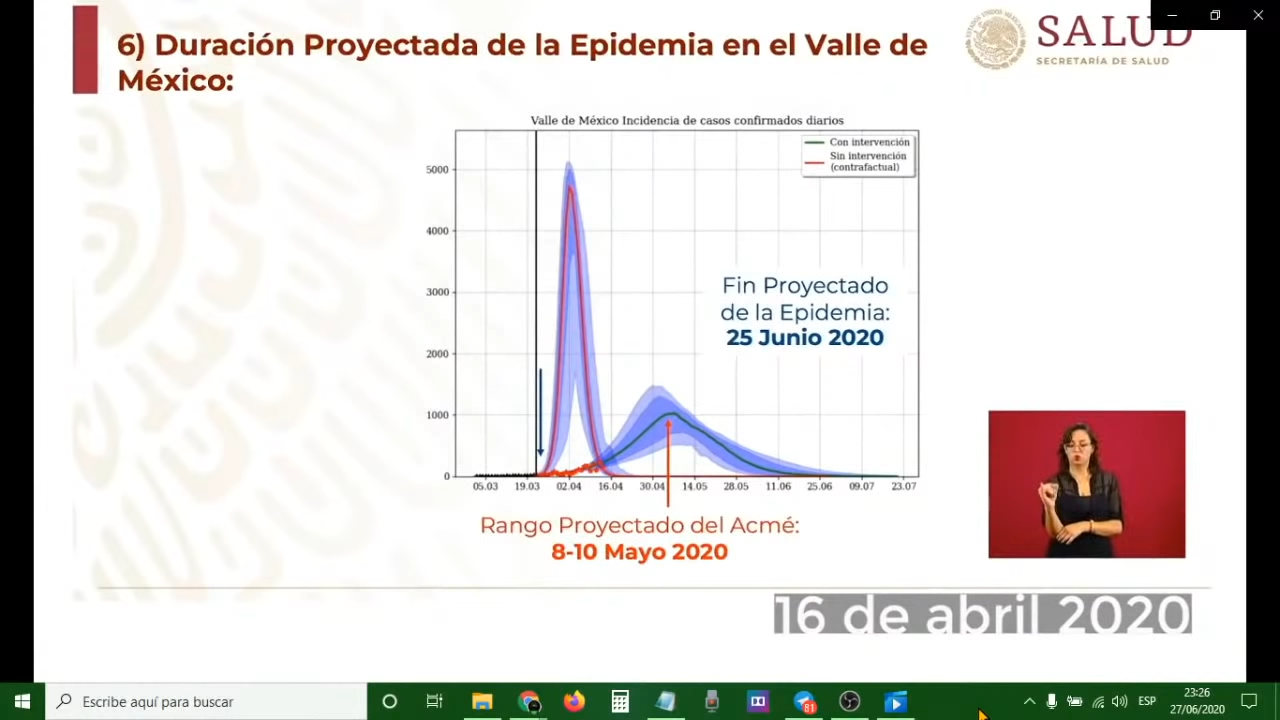 6) Duración Proyectada de la Epidemia en el Valle de
México:
SALUD
SECRETARÍA DE SALUD
Valle de México Incidencia de casos confirmados diarios
Con intervención
Sin intervención
(contrafactual)
5000
4000
3000
2000
1000
0
Fin Proyectado
de la Epidemia:
25 Junio 2020
05.03 19.03 02.04 16.04 30.04 14.05 28.05 11.06 25.06 09.07 23.07
Rango Proyectado del Acmé:
8-10 Mayo 2020
16 de abril 2020
Escribe aquí para buscar
81
ESP
23:26
27/06/2020